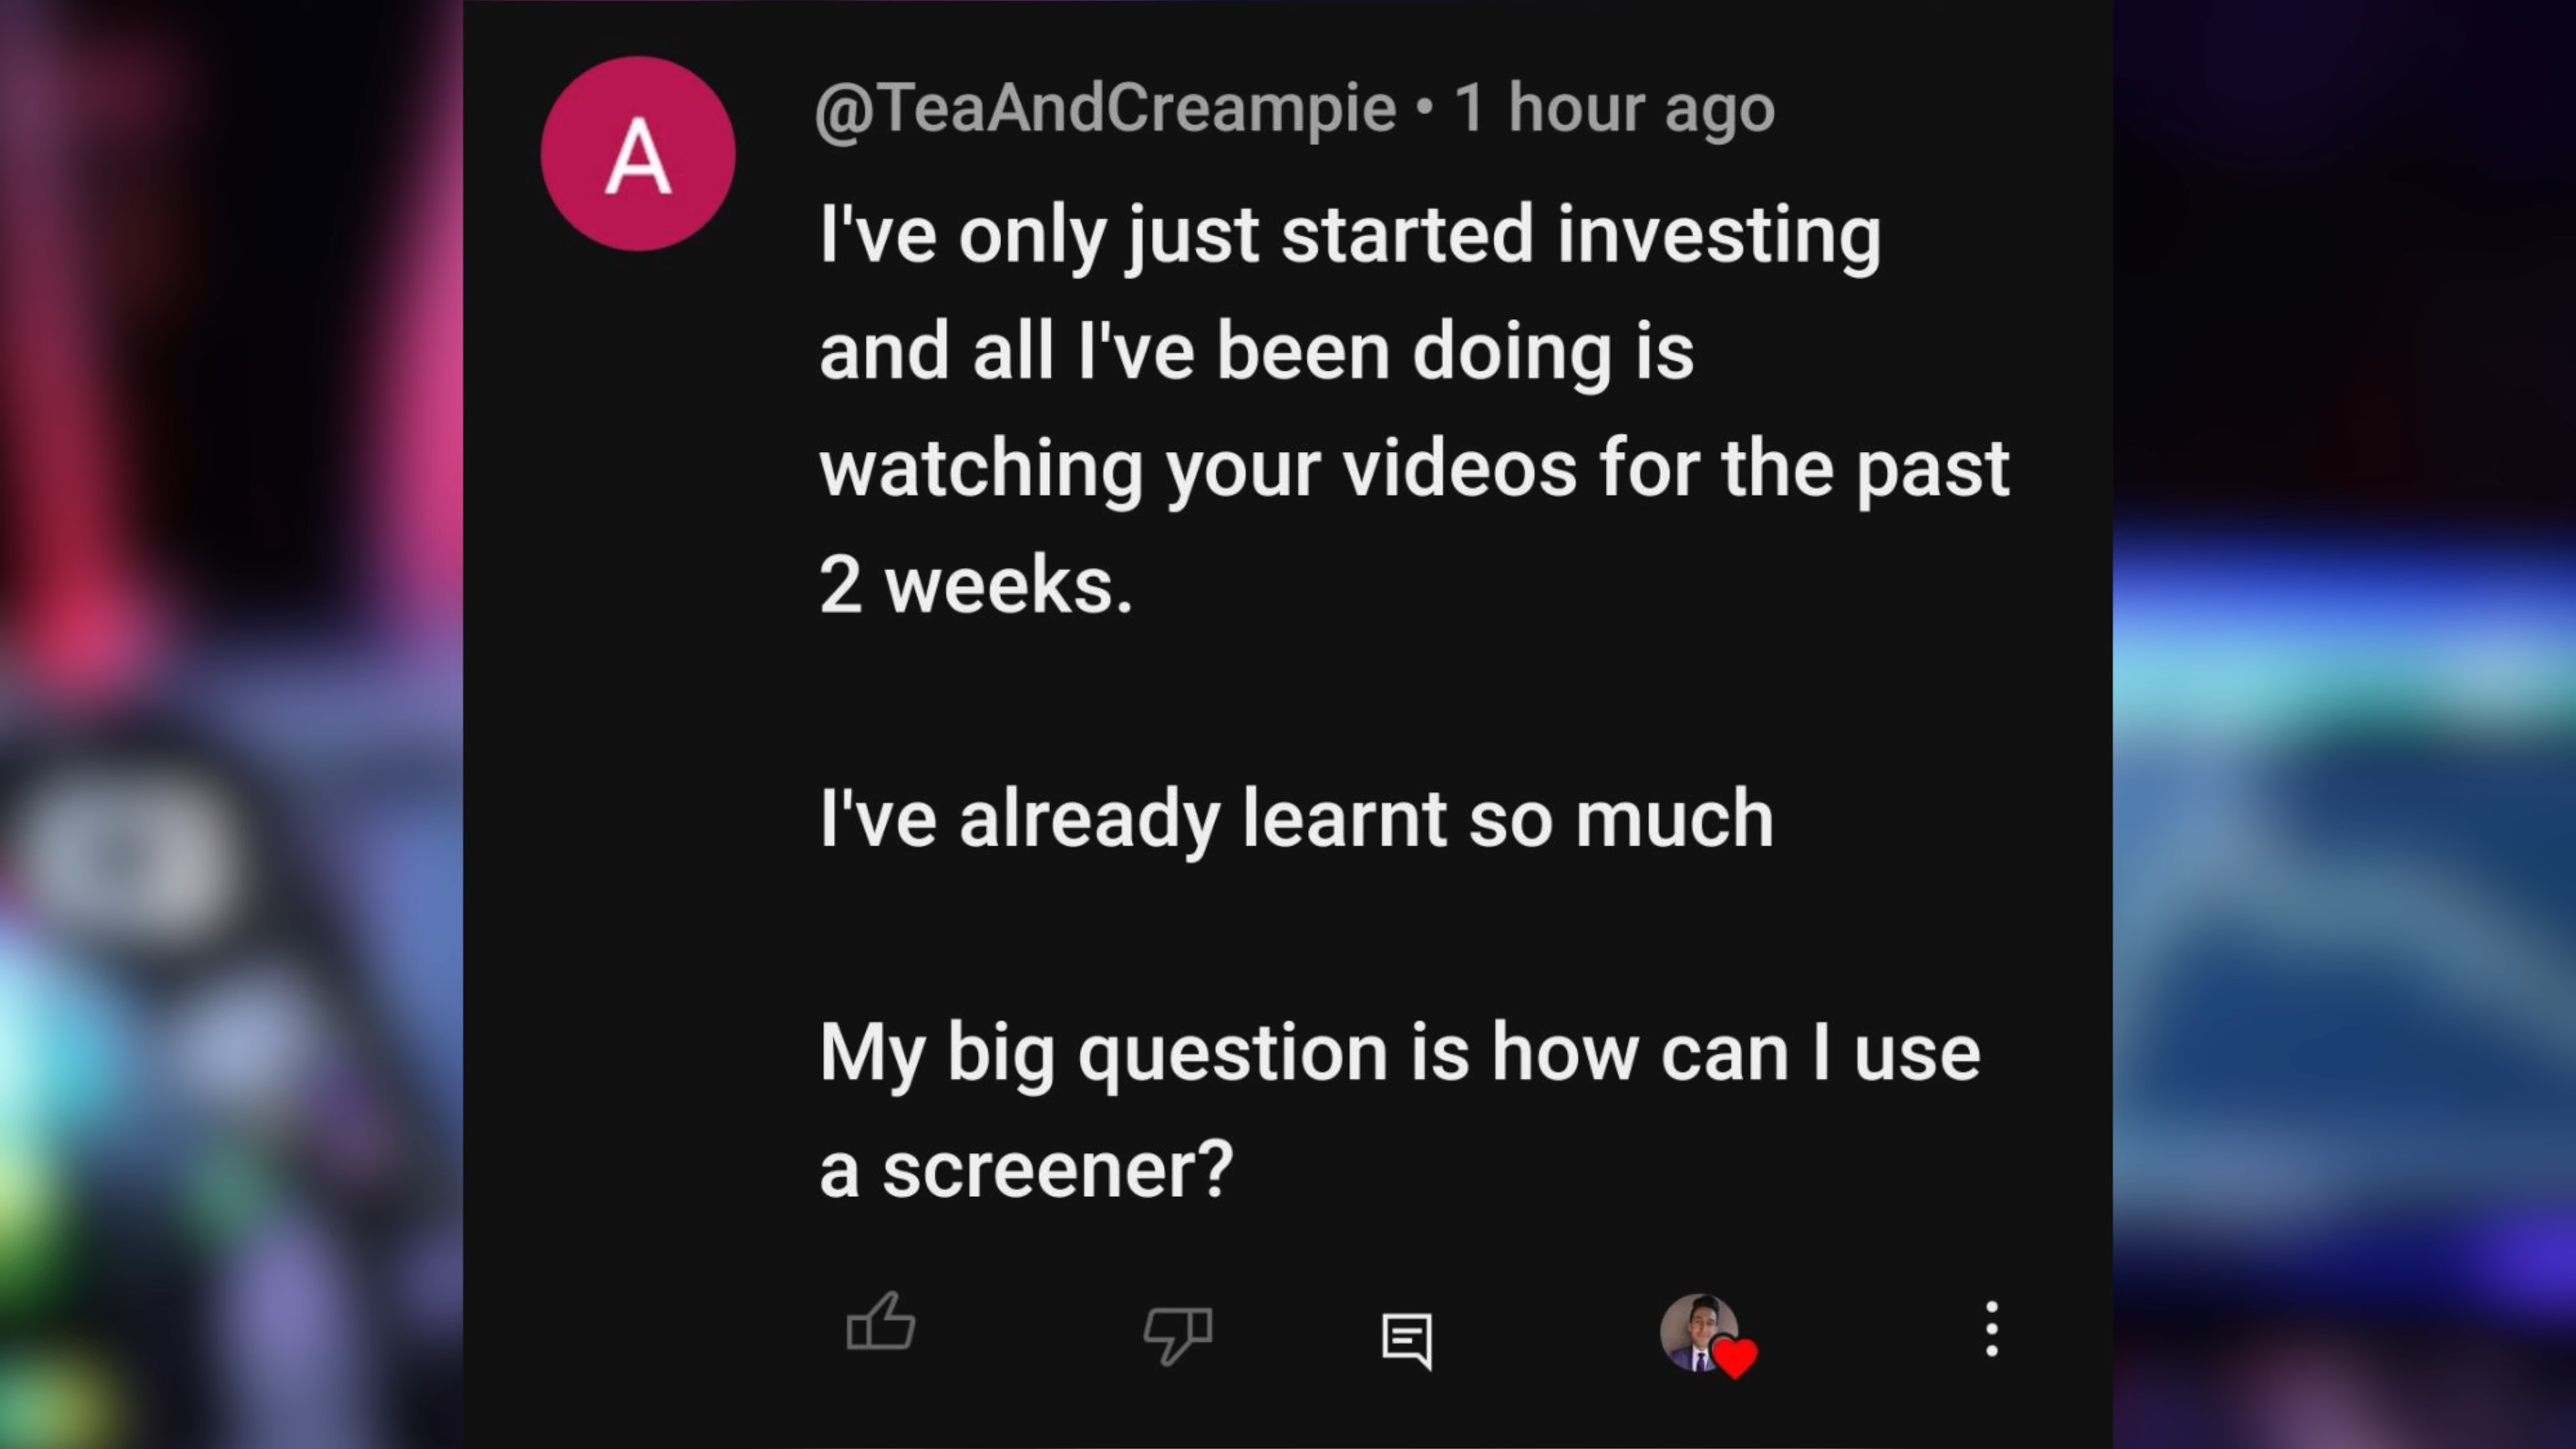 A
@TeaAndCreampie • 1 hour ago
I've only just started investing
and all I've been doing is
watching your videos for the past
2 weeks.
I've already learnt so much
My big question is how can I use
a screener?